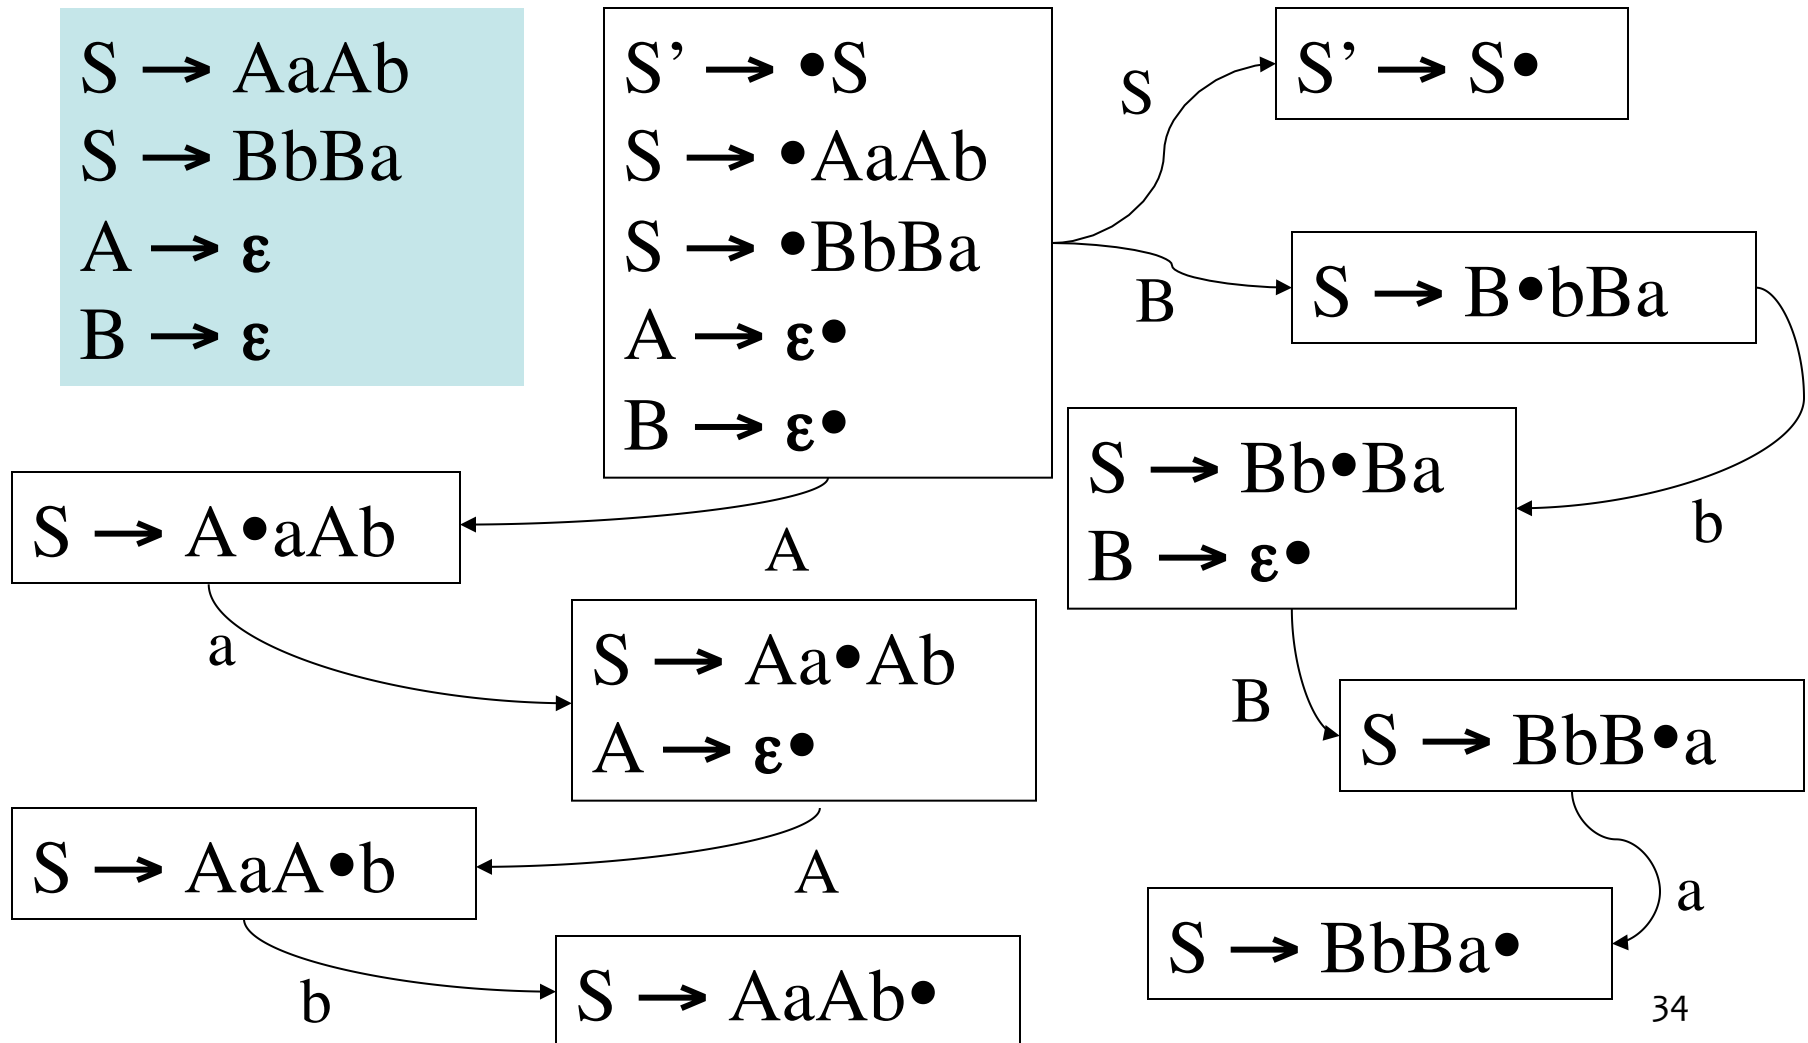 S → AaAb
S → BbBa
A → ε
B → ε
S’ → •S
S → •AaAb
S → •BbBa
A → ε•
B → ε•
S
S’ → S•
B
S → B•bBa
b
S → Bb•Ba
B → ε•
A
S → A•aAb
a
S → Aa•Ab
A → ε•
B
S → BbB•a
A
S → AaA•b
a
S → BbBa•
b
S → AaAb•
34